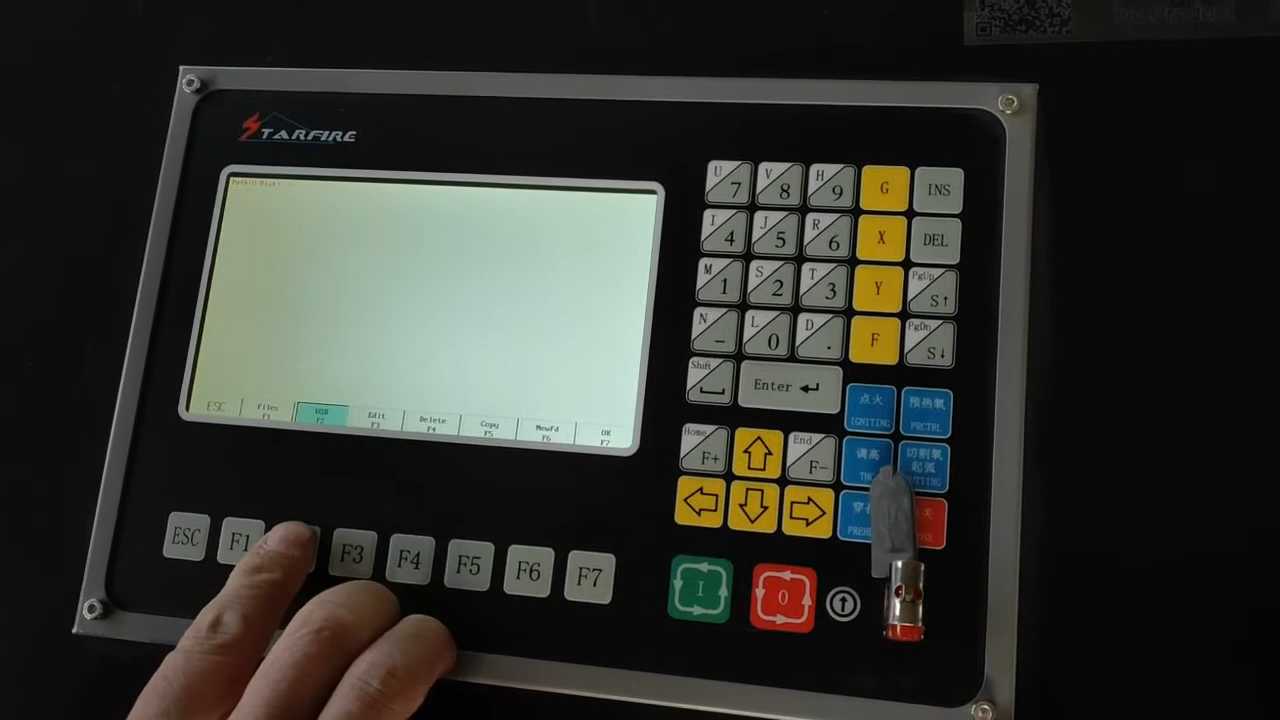 STARFIRE
ESC
Files F1
USB F2
Edit F3
Delete F4
Copy F5
NewFd F6
OK F7
U 7
V 8
H 9
G
INS
I 4
J 5
R 6
X
DEL
M 1
S 2
T 3
Y
PgUp S↑
N -
L 0
D .
F
PgDn S↓
Shift
Enter
点火
IGNITING
预热氧
PRCTRL
Home F+
End F-
调高
切割氧
起弧
ESC
F1
F3
F4
F5
F6
F7
I
0